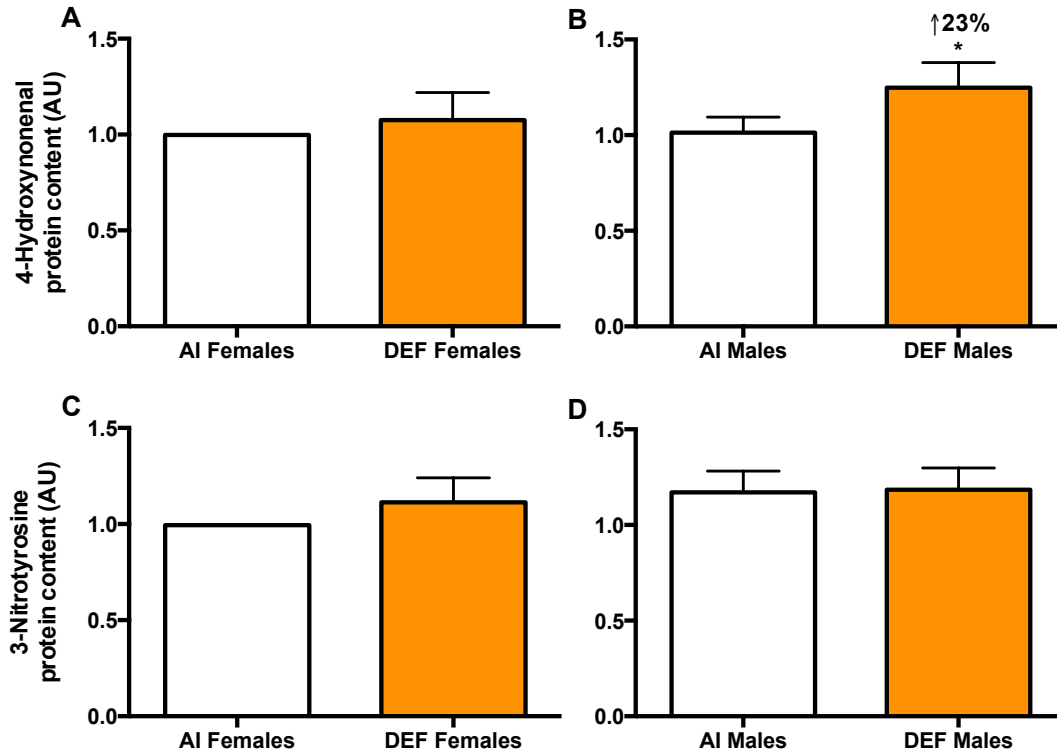 A
B
↑23%
*
4-Hydroxynonenal
protein content (AU)
1.5
1.0
0.5
0.0
AI Females
DEF Females
1.5
1.0
0.5
0.0
AI Males
DEF Males
C
D
3-Nitrotyrosine
protein content (AU)
1.5
1.0
0.5
0.0
AI Females
DEF Females
1.5
1.0
0.5
0.0
AI Males
DEF Males